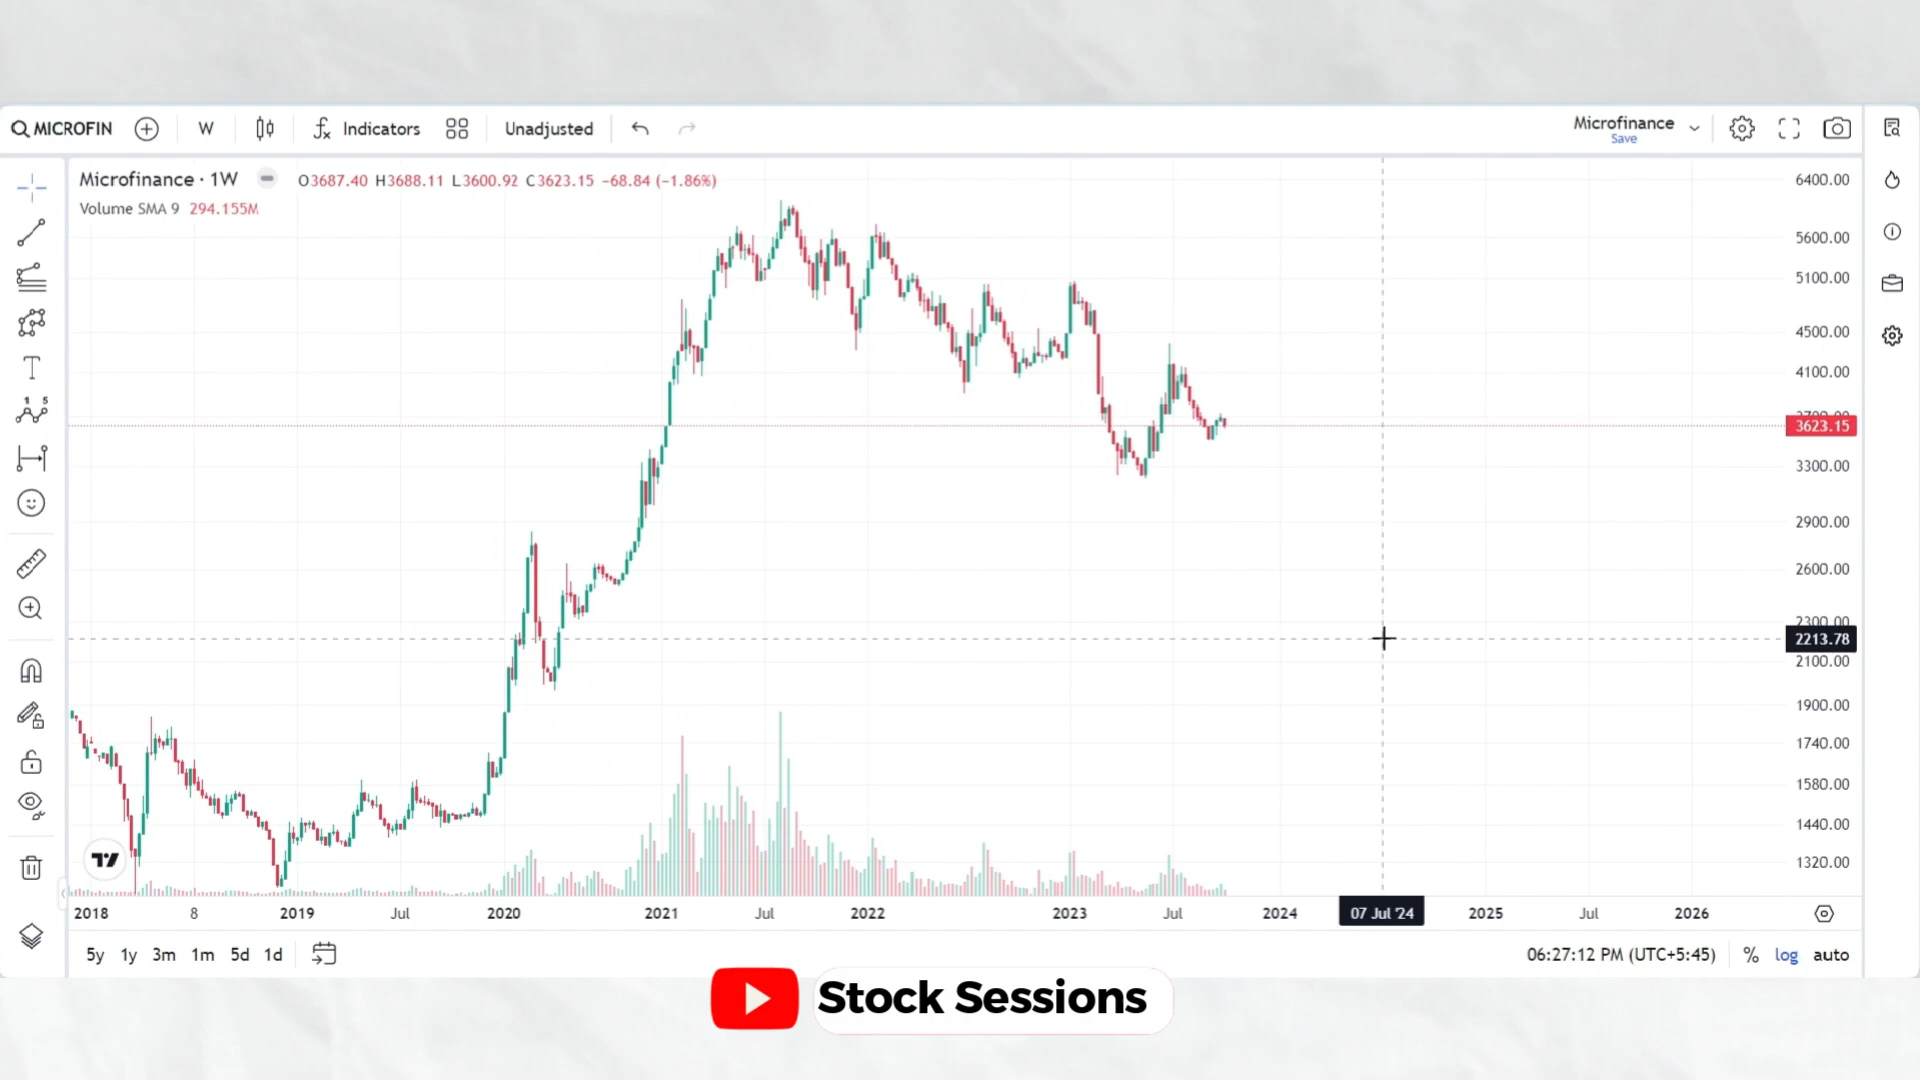 MICROFIN W Indicators Unadjusted Microfinance
Save
Microfinance · 1W O3687.40 H3688.11 L3600.92 C3623.15 −68.84 (−1.86%)
Volume SMA 9 294.155M
6400.00
5600.00
5100.00
4500.00
4100.00
3700.00
3623.15
3300.00
2900.00
2600.00
2300.00
2213.78
2100.00
1900.00
1740.00
1580.00
1440.00
1320.00
2018 8 2019 Jul 2020 2021 Jul 2022 2023 Jul 2024 07 Jul '24 2025 Jul 2026
5y 1y 3m 1m 5d 1d 06:27:12 PM (UTC+5:45) % log auto
Stock Sessions